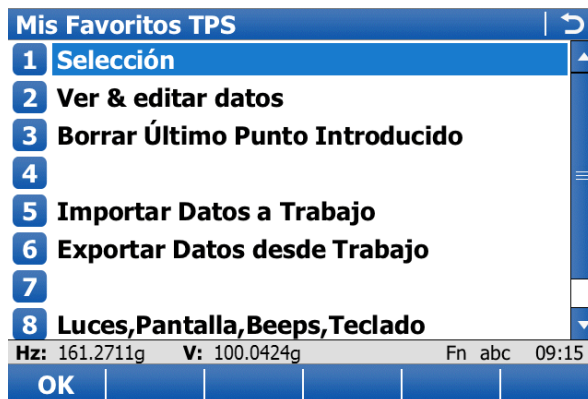 Mis Favoritos TPS
1 Selección
2 Ver & editar datos
3 Borrar Último Punto Introducido
4
5 Importar Datos a Trabajo
6 Exportar Datos desde Trabajo
7
8 Luces,Pantalla,Beeps,Teclado
Hz: 161.2711g V: 100.0424g Fn abc 09:15
OK